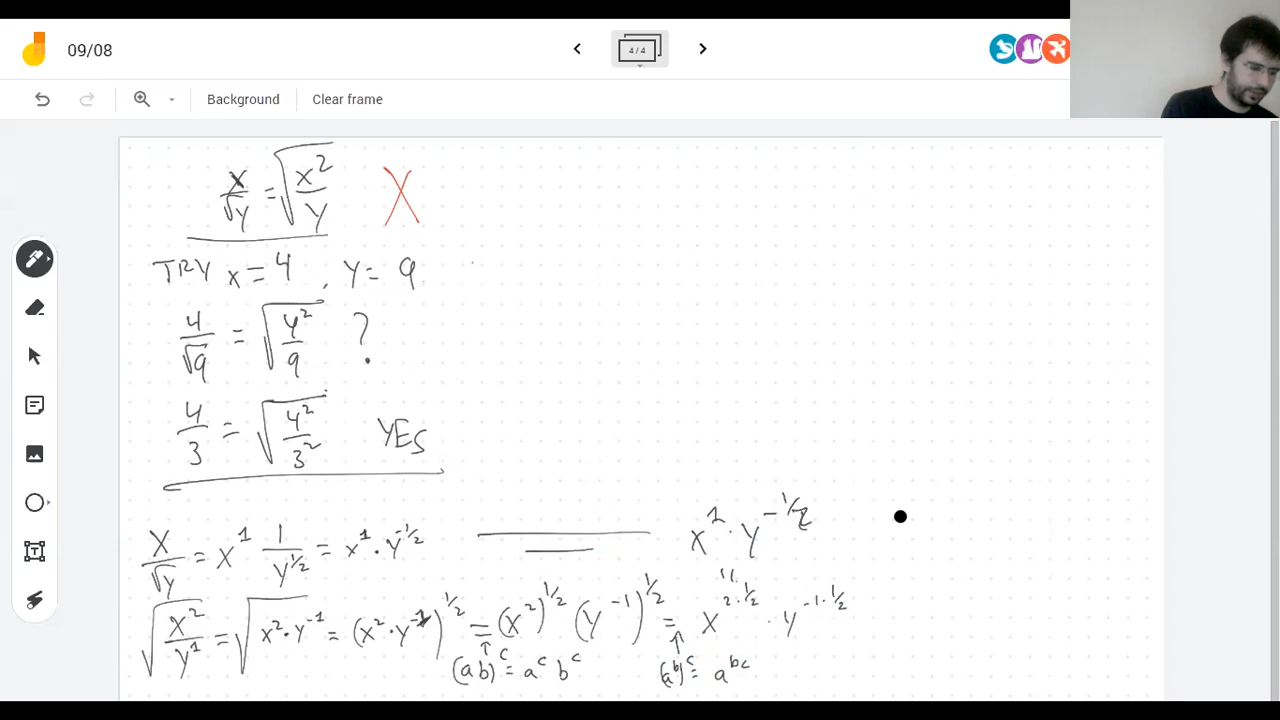 09/08
4/4
Background
Clear frame
x/√y = √(x²/y) X
TRY x = 4, y = 9
4/√9 = √(4²/9) ?
4/3 = √(4²/3²) YES
x/√y = x¹ 1/y^(1/2) = x¹ · y^(-1/2)
x¹ · y^(-1/2)
√(x²/y¹) = √(x² · y⁻¹) = (x² · y⁻¹)^(1/2) = (x²)^(1/2) (y⁻¹)^(1/2) = x^(2·1/2) · y^(-1·1/2)
↑ ↑
(ab)^c = a^c b^c
(a^b)^c = a^(bc)